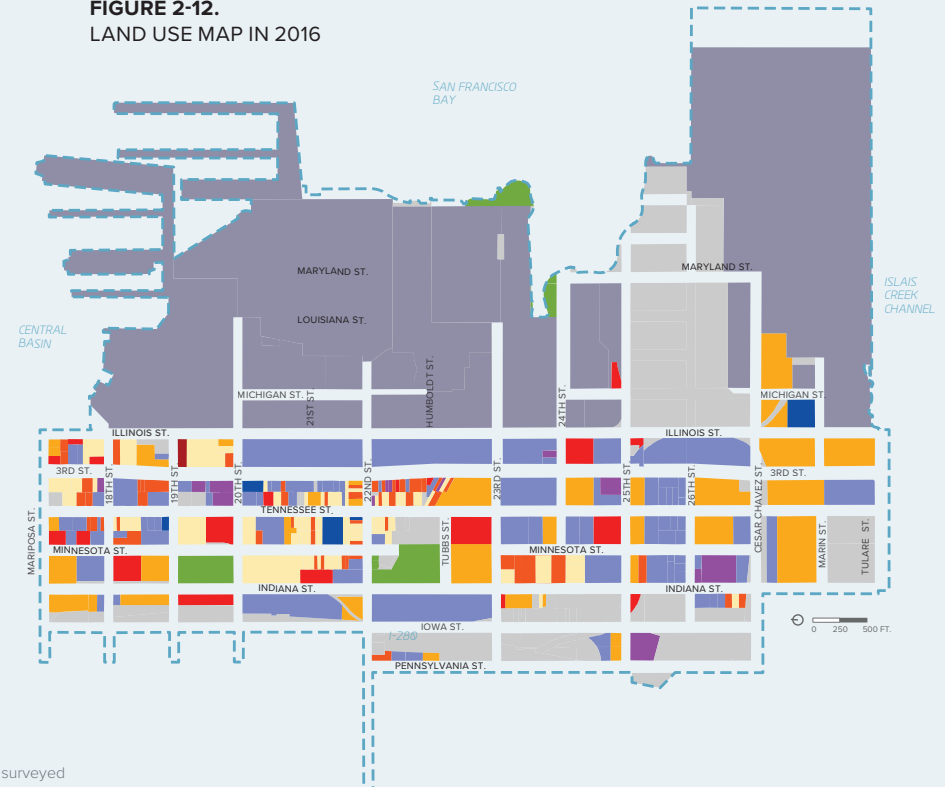 FIGURE 2-12.
LAND USE MAP IN 2016
SAN FRANCISCO
BAY
MARYLAND ST.
MARYLAND ST.
ISLAIS
CREEK
CHANNEL
CENTRAL
BASIN
LOUISIANA ST.
HUMBOLDT ST.
MICHIGAN ST.
21ST ST.
24TH ST.
MICHIGAN ST.
ILLINOIS ST.
ILLINOIS ST.
3RD ST.
18TH ST.
19TH ST.
20TH ST.
22ND ST.
23RD ST.
25TH ST.
26TH ST.
CESAR CHAVEZ ST.
3RD ST.
TENNESSEE ST.
MARIPOSA ST.
MINNESOTA ST.
TUBBS ST.
MINNESOTA ST.
MARIN ST.
TULARE ST.
INDIANA ST.
INDIANA ST.
IOWA ST.
I-280
0 250 500 FT.
PENNSYLVANIA ST.
surveyed